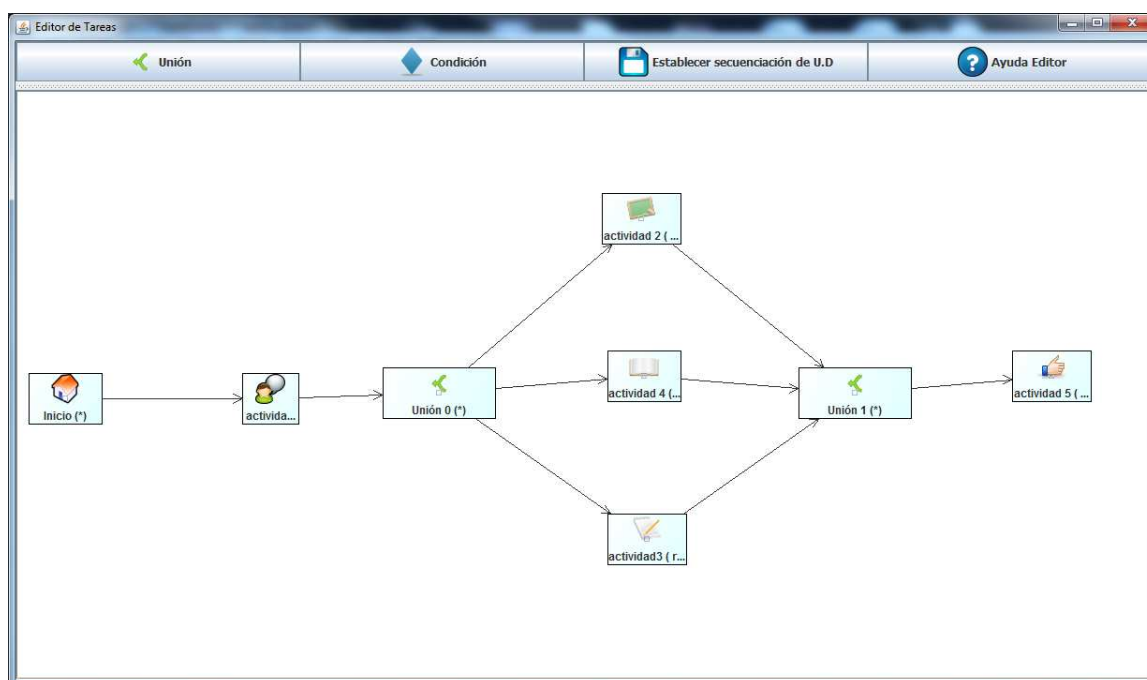 Editor de Tareas
Unión
Condición
Establecer secuenciación de U.D
Ayuda Editor
actividad 2 ( ...
Inicio (*)
activida...
Unión 0 (*)
actividad 4 (...
Unión 1 (*)
actividad 5 ( ...
actividad3 ( r...